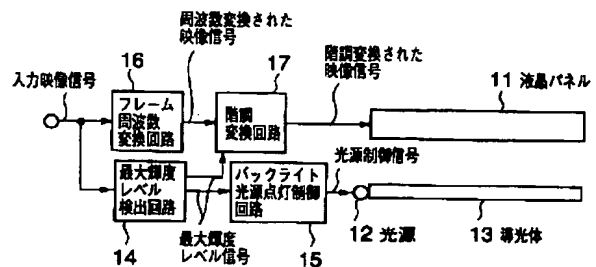 周波数変換された
映像信号
16
17
階調変換された
映像信号
入力映像信号
フレーム
周波数
変換回路
階調
変換回路
11 液晶パネル
最大輝度
レベル
検出回路
バックライト
光源点灯制御
回路
光源制御信号
14
最大輝度
レベル信号
15
12 光源
13 導光体